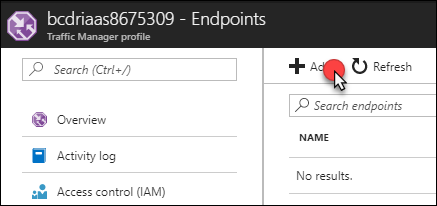 bcdriaas8675309 - Endpoints
Traffic Manager profile
Search (Ctrl+/)
Overview
Activity log
Access control (IAM)
Refresh
Search endpoints
NAME
No results.